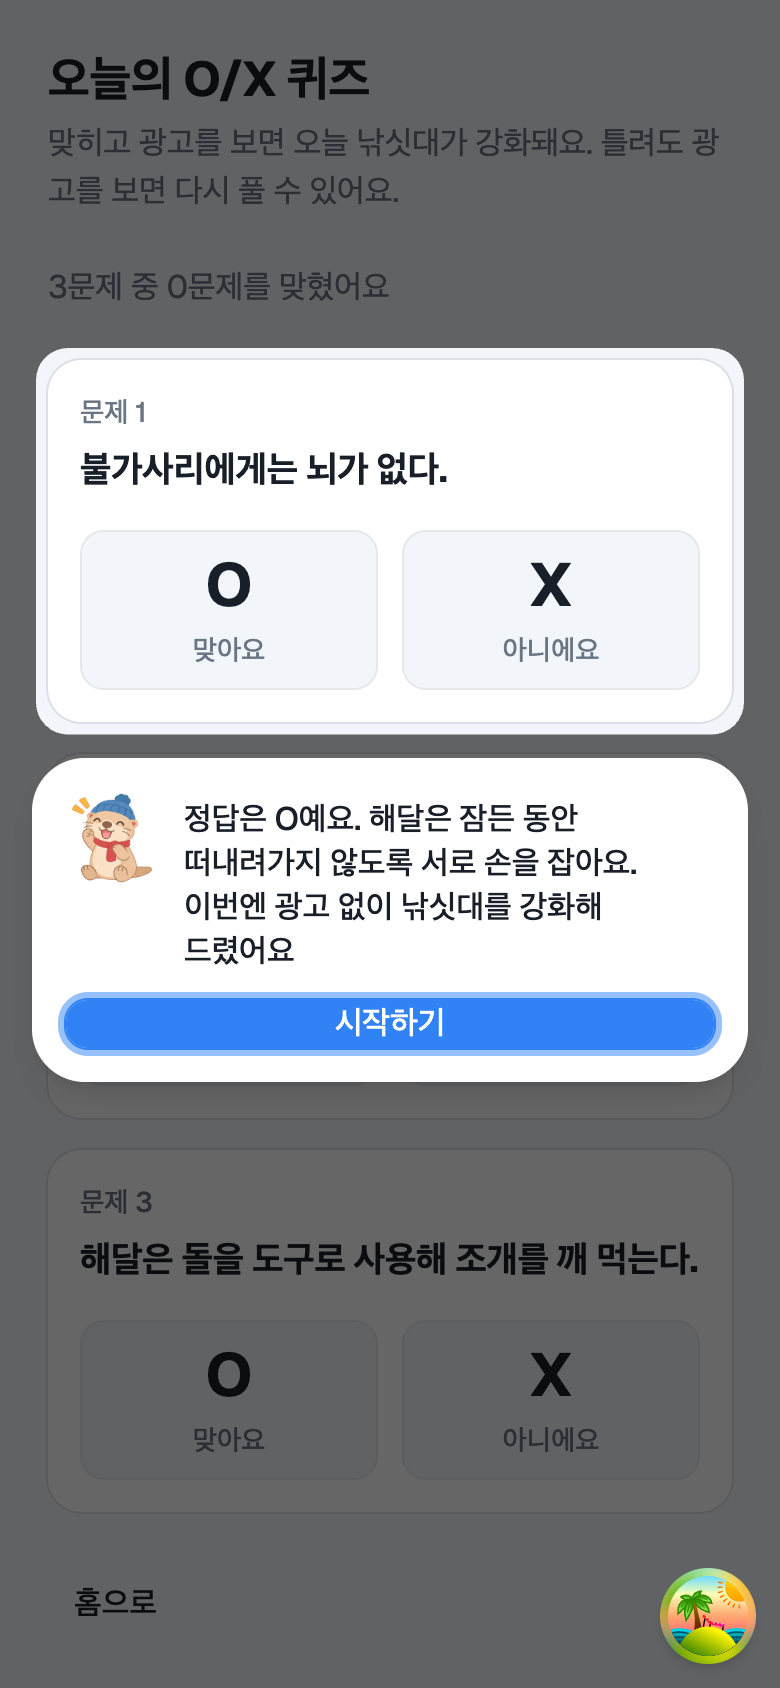 오늘의 O/X 퀴즈
맞히고 광고를 보면 오늘 낚싯대가 강화돼요. 틀려도 광
고를 보면 다시 풀 수 있어요.
3문제 중 0문제를 맞혔어요
문제 1
불가사리에게는 뇌가 없다.
O
X
맞아요
아니에요
정답은 O예요. 해달은 잠든 동안
떠내려가지 않도록 서로 손을 잡아요.
이번엔 광고 없이 낚싯대를 강화해
드렸어요
시작하기
문제 3
해달은 돌을 도구로 사용해 조개를 깨 먹는다.
O
X
맞아요
아니에요
홈으로